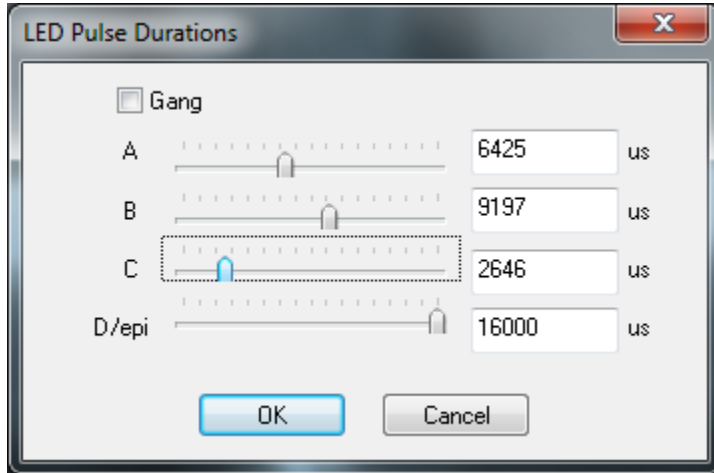 LED Pulse Durations
Gang
A 6425 us
B 9197 us
C 2646 us
D/epi 16000 us
OK Cancel